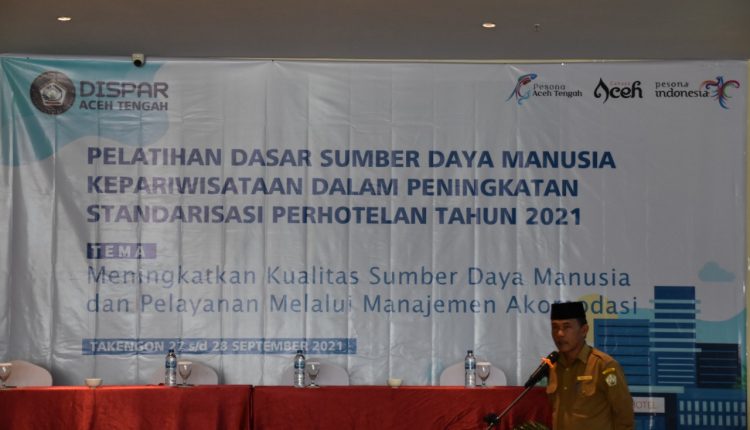 DISPAR
ACEH TENGAH
Pesona
Aceh Tengah
Aceh
pesona
indonesia
PELATIHAN DASAR SUMBER DAYA MANUSIA
KEPARIWISATAAN DALAM PENINGKATAN
STANDARISASI PERHOTELAN TAHUN 2021
TEMA
Meningkatkan Kualitas Sumber Daya Manusia
dan Pelayanan Melalui Manajemen Akomodasi
TAKENGON 27 s/d 28 SEPTEMBER 2021
HOTEL